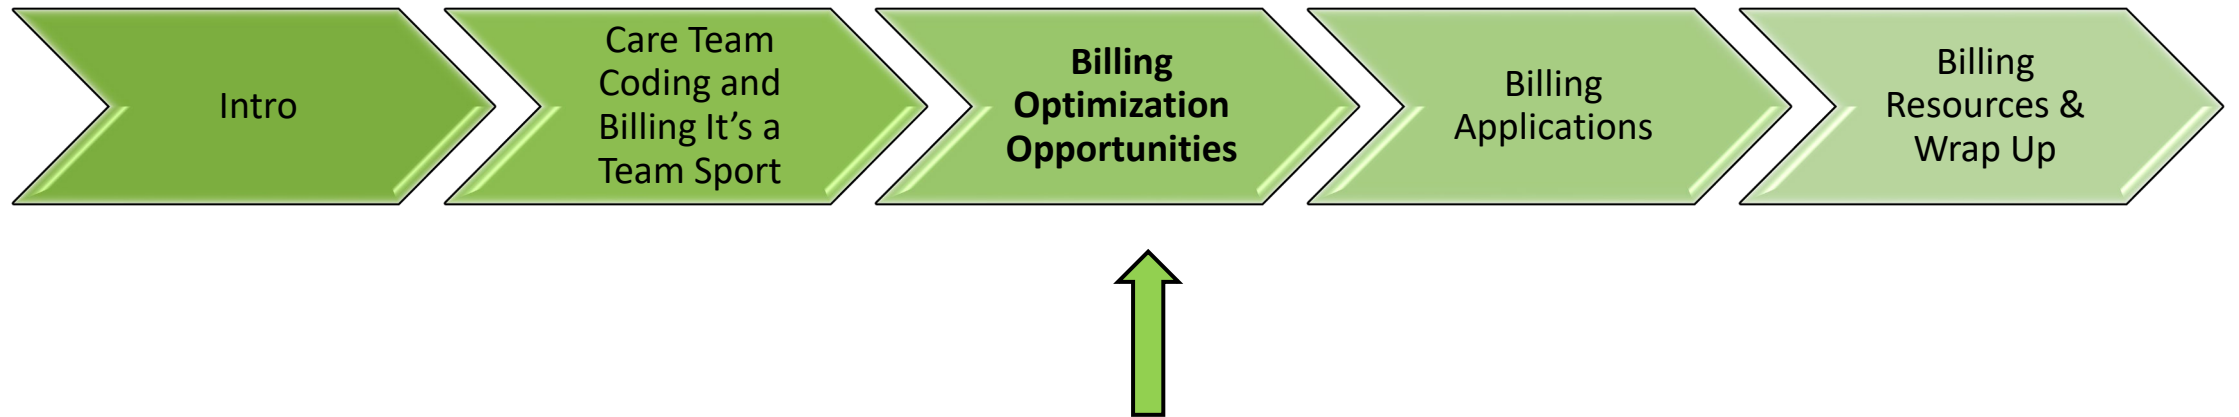 Intro
Care Team
Coding and
Billing It’s a
Team Sport
Billing
Optimization
Opportunities
Billing
Applications
Billing
Resources &
Wrap Up